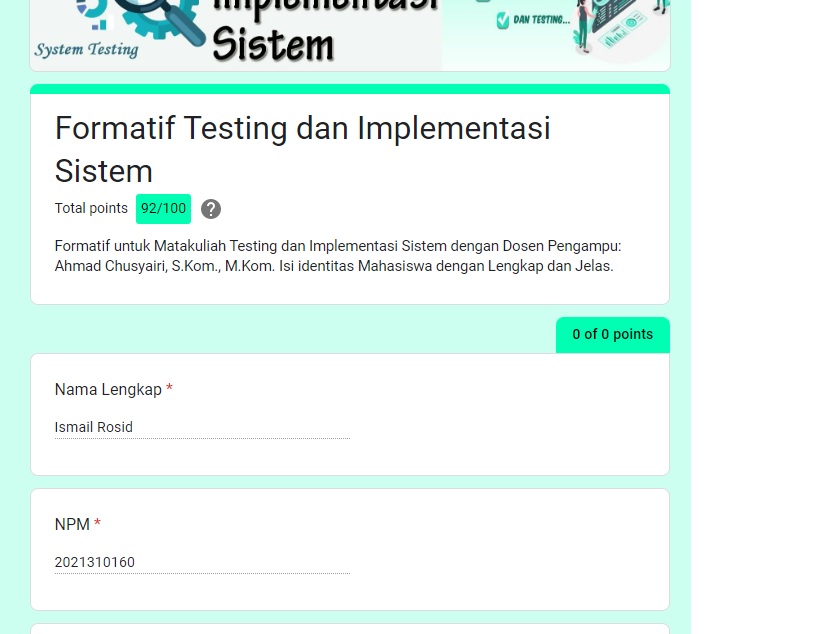 Implementasi
Sistem
System Testing
DAN TESTING...
Formatif Testing dan Implementasi
Sistem
Total points 92/100 ?
Formatif untuk Matakuliah Testing dan Implementasi Sistem dengan Dosen Pengampu:
Ahmad Chusyairi, S.Kom., M.Kom. Isi identitas Mahasiswa dengan Lengkap dan Jelas.
0 of 0 points
Nama Lengkap *
Ismail Rosid
NPM *
2021310160